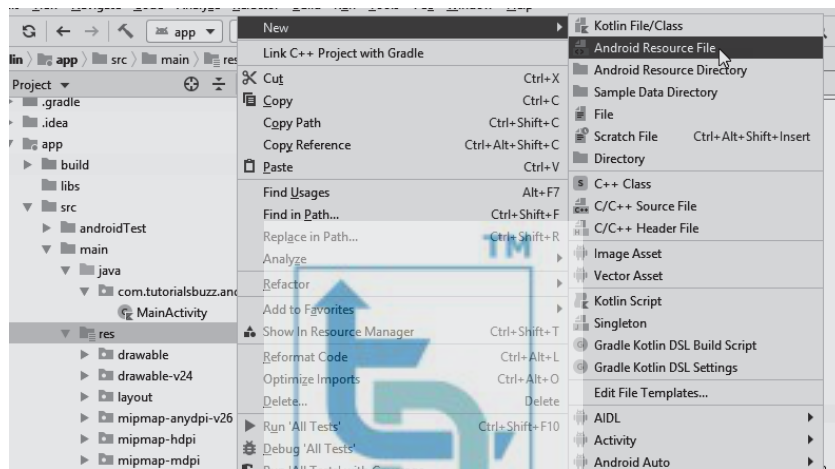 app
lin
app
src
main
res
Project
.gradle
.idea
app
build
libs
src
androidTest
main
java
com.tutorialsbuzz.and
MainActivity
res
drawable
drawable-v24
layout
mipmap-anydpi-v26
mipmap-hdpi
mipmap-mdpi
New
Link C++ Project with Gradle
Cut Ctrl+X
Copy Ctrl+C
Copy Path Ctrl+Shift+C
Copy Reference Ctrl+Alt+Shift+C
Paste Ctrl+V
Find Usages Alt+F7
Find in Path... Ctrl+Shift+F
Replace in Path... Ctrl+Shift+R
Analyze
Refactor
Add to Favorites
Show In Resource Manager Ctrl+Shift+T
Reformat Code Ctrl+Alt+L
Optimize Imports Ctrl+Alt+O
Delete... Delete
Run 'All Tests' Ctrl+Shift+F10
Debug 'All Tests'
TM
Kotlin File/Class
Android Resource File
Android Resource Directory
Sample Data Directory
File
Scratch File Ctrl+Alt+Shift+Insert
Directory
C++ Class
C/C++ Source File
C/C++ Header File
Image Asset
Vector Asset
Kotlin Script
Singleton
Gradle Kotlin DSL Build Script
Gradle Kotlin DSL Settings
Edit File Templates...
AIDL
Activity
Android Auto